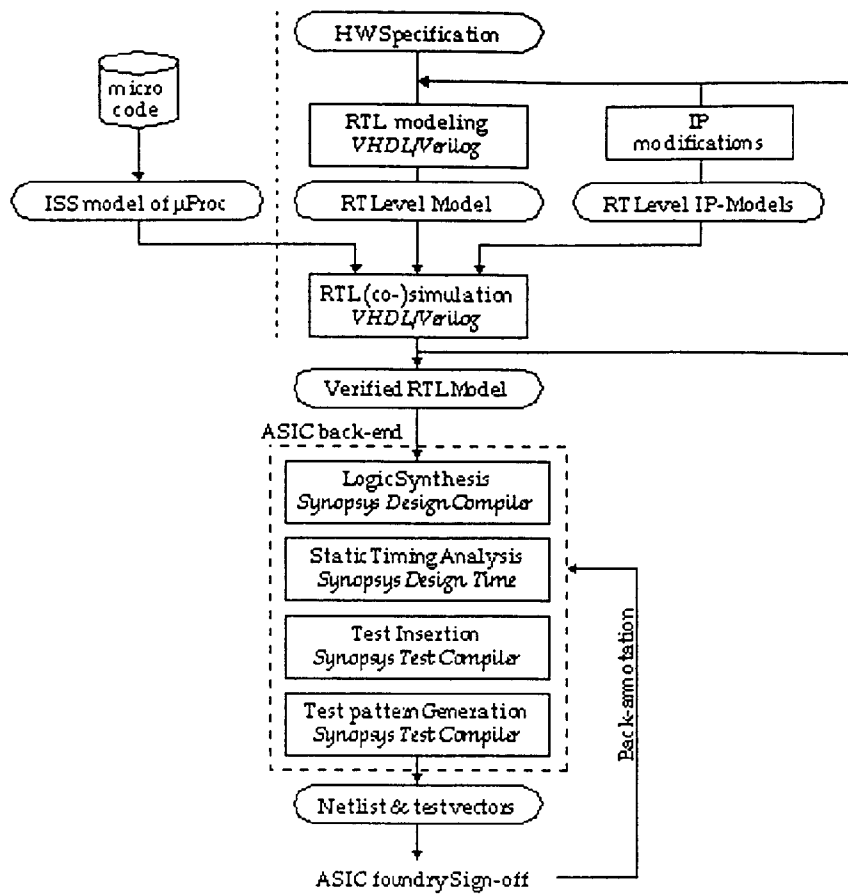 HW Specification
micro
code
RTL modeling
VHDL/Verilog
IP
modifications
ISS model of μProc
RT Level Model
RT Level IP-Models
RTL (co-)simulation
VHDL/Verilog
Verified RTL Model
ASIC back-end
Logic Synthesis
Synopsys Design Compiler
Static Timing Analysis
Synopsys Design Time
Test Insertion
Synopsys Test Compiler
Test pattern Generation
Synopsys Test Compiler
Back-annotation
Netlist & testvectors
ASIC foundry Sign-off